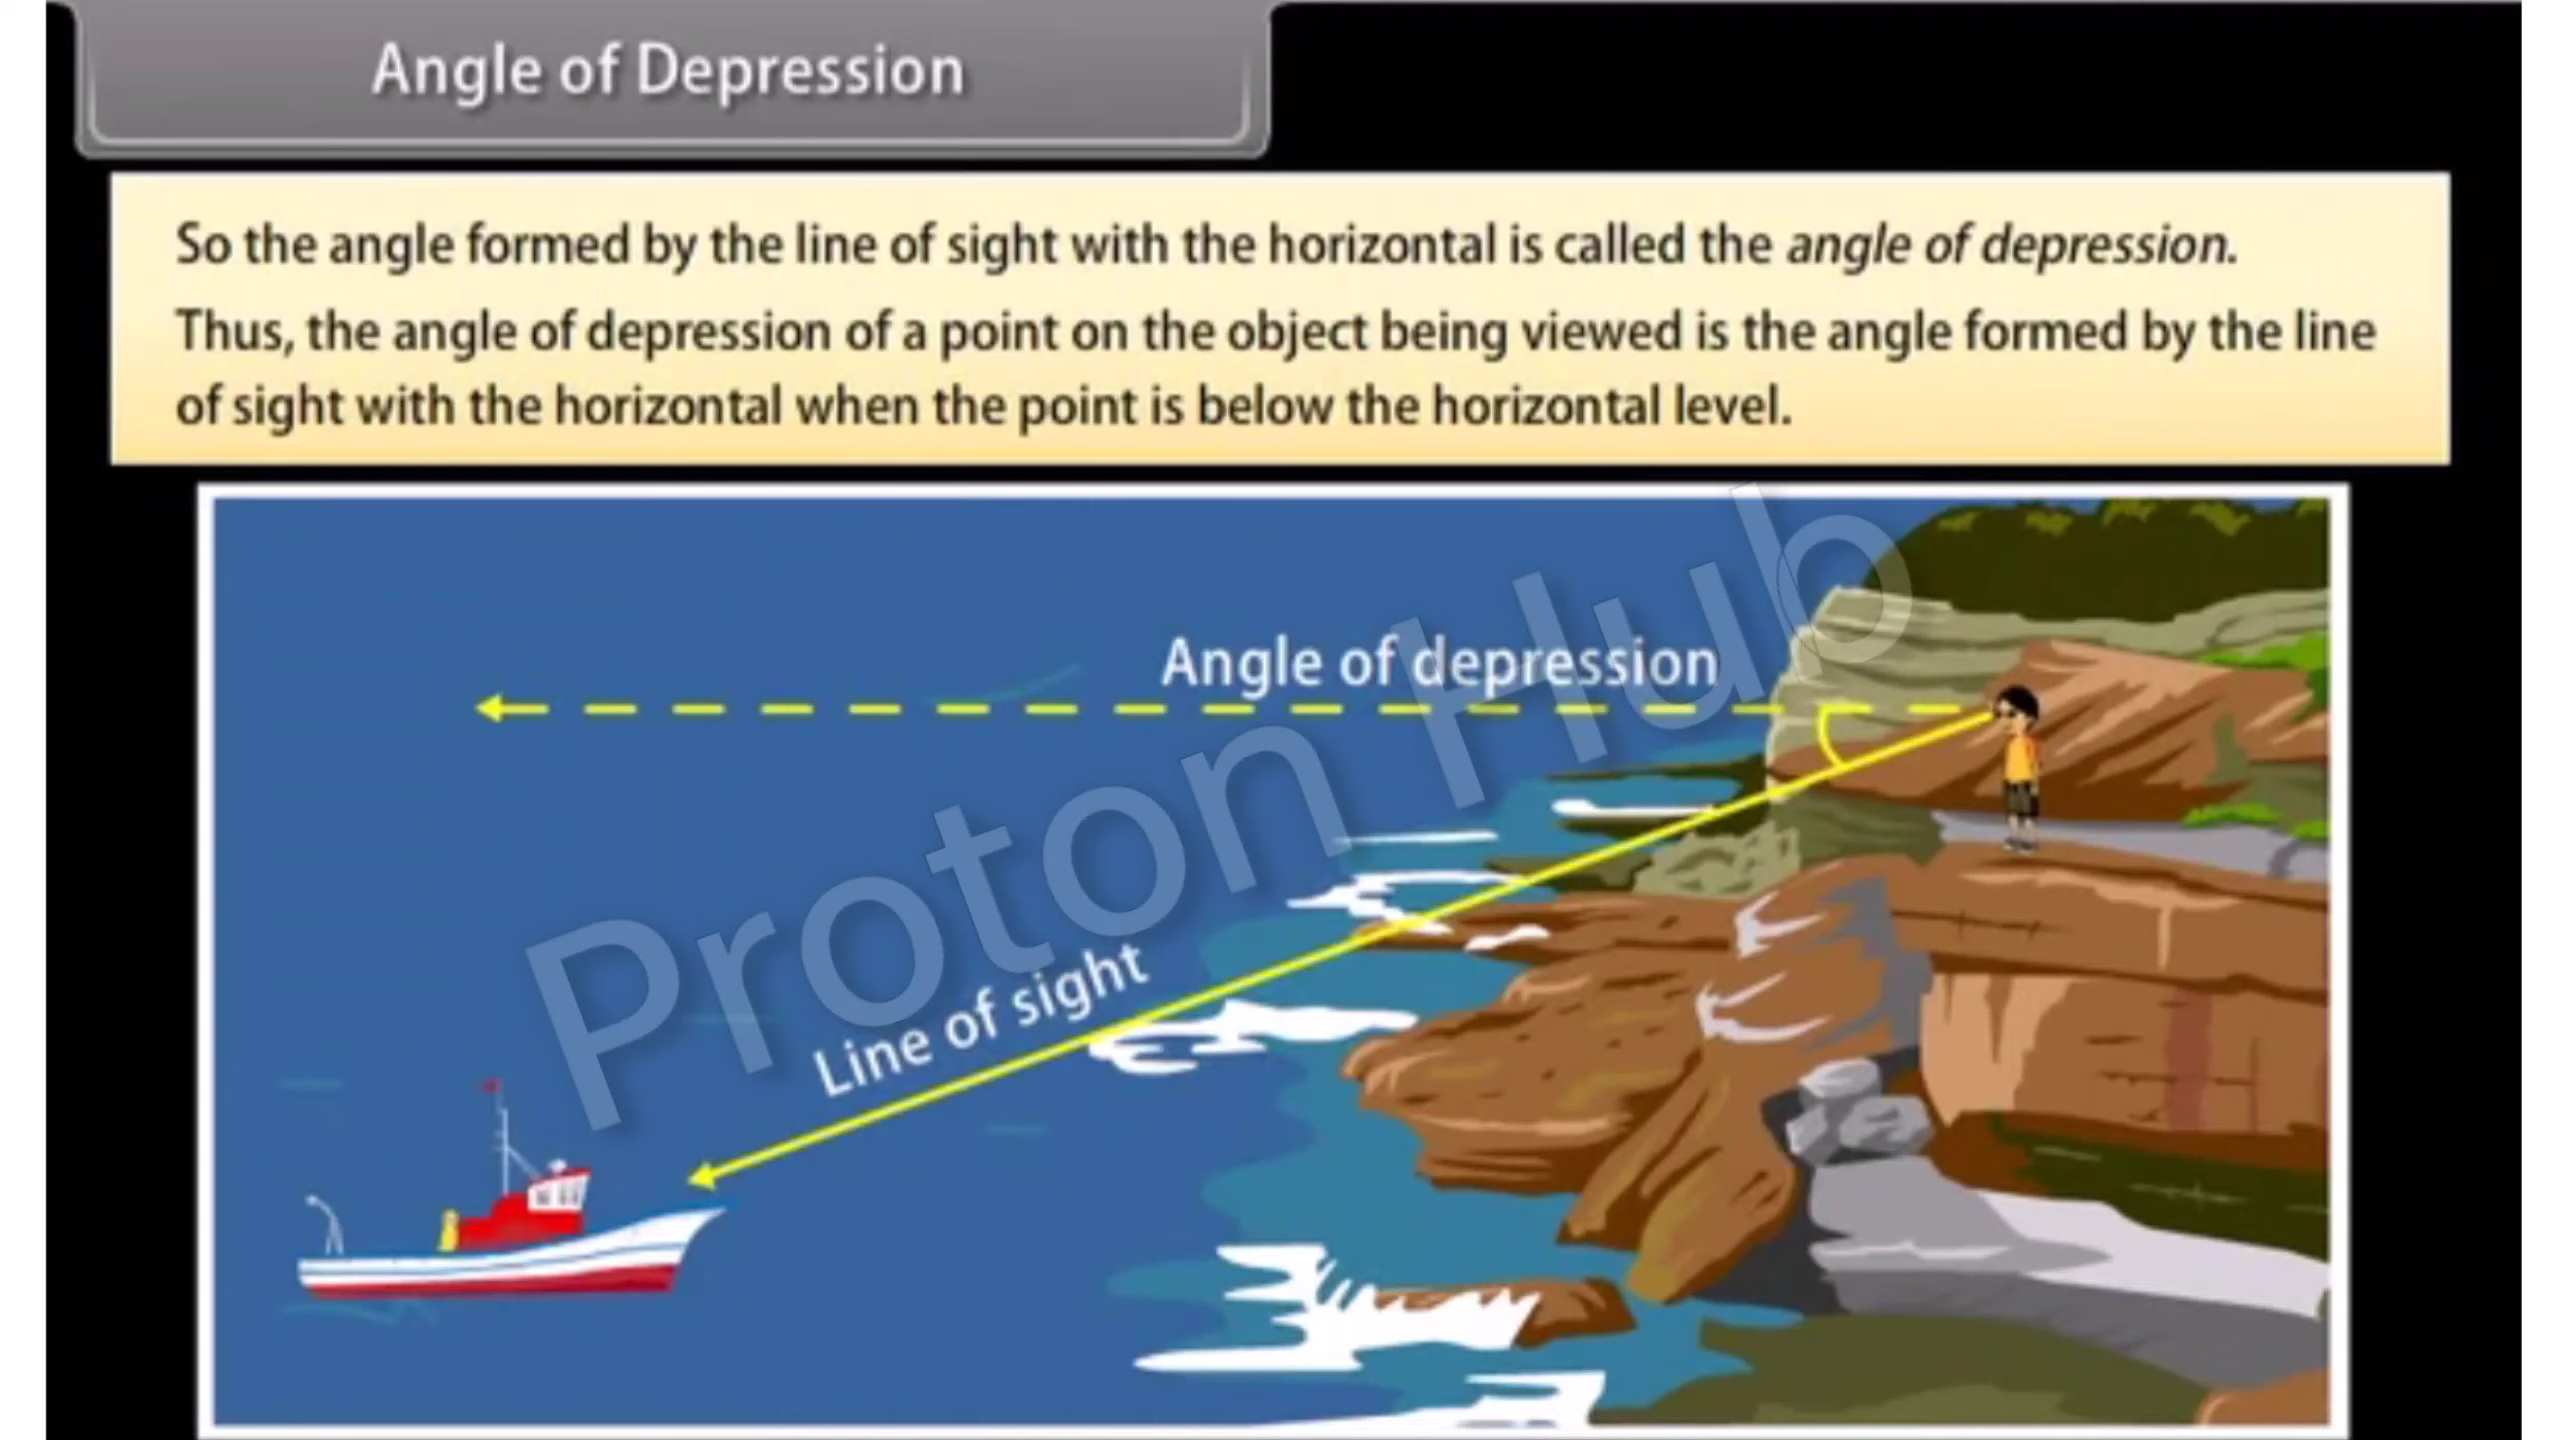 Angle of Depression
So the angle formed by the line of sight with the horizontal is called the angle of depression.
Thus, the angle of depression of a point on the object being viewed is the angle formed by the line
of sight with the horizontal when the point is below the horizontal level.
Angle of depression
Line of sight
Proton Hub